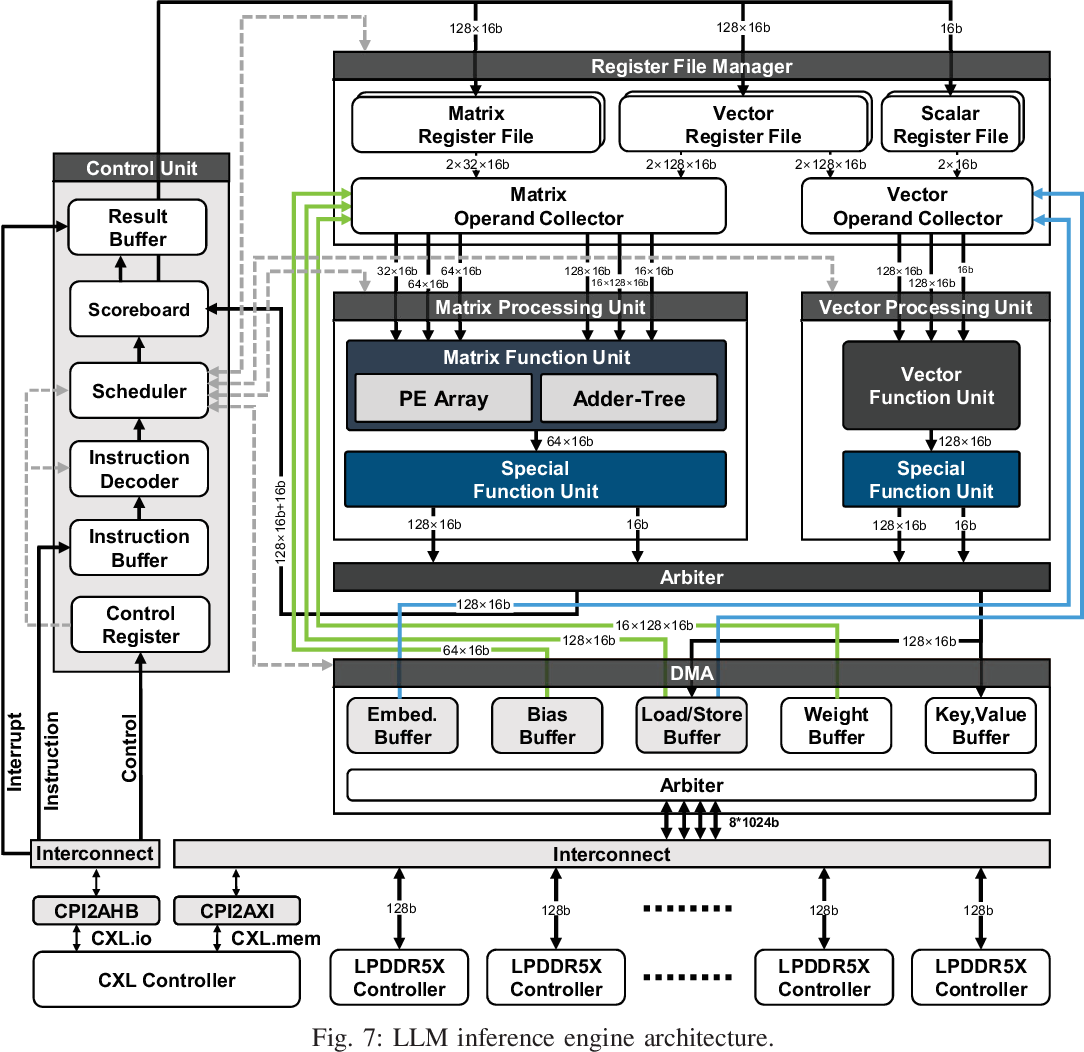 128×16b
128×16b
16b
Register File Manager
Matrix
Register File
Vector
Register File
Scalar
Register File
2×32×16b
2×128×16b
2×128×16b
2×16b
Matrix
Operand Collector
Vector
Operand Collector
Control Unit
Result
Buffer
Scoreboard
Scheduler
Instruction
Decoder
Instruction
Buffer
Control
Register
32×16b
64×16b
64×16b
128×16b
16×128×16b
16×16b
128×16b
128×16b
16b
Matrix Processing Unit
Vector Processing Unit
Matrix Function Unit
PE Array
Adder-Tree
Vector
Function Unit
64×16b
128×16b
Special
Function Unit
Special
Function Unit
128×16b
16b
128×16b
16b
128×16b+16b
Arbiter
128×16b
16×128×16b
128×16b
128×16b
64×16b
DMA
Embed.
Buffer
Bias
Buffer
Load/Store
Buffer
Weight
Buffer
Key,Value
Buffer
Arbiter
8*1024b
Interrupt
Instruction
Control
Interconnect
Interconnect
CPI2AHB
CPI2AXI
CXL.io
CXL.mem
CXL Controller
128b
128b
128b
128b
LPDDR5X
Controller
LPDDR5X
Controller
LPDDR5X
Controller
LPDDR5X
Controller
Fig. 7: LLM inference engine architecture.